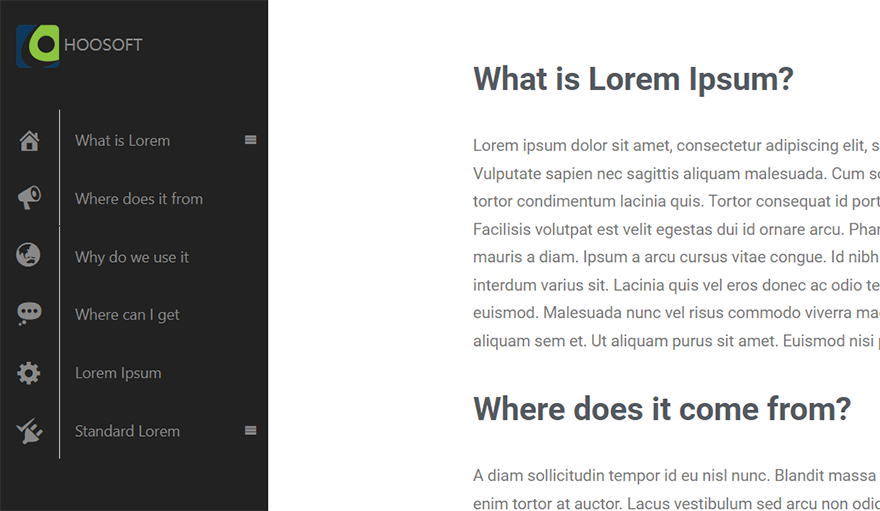 HOOSOFT
What is Lorem
Where does it from
Why do we use it
Where can I get
Lorem Ipsum
Standard Lorem
What is Lorem Ipsum?
Lorem ipsum dolor sit amet, consectetur adipiscing elit,
Vulputate sapien nec sagittis aliquam malesuada. Cum
tortor condimentum lacinia quis. Tortor consequat id
Facilisis volutpat est velit egestas dui id ornare arcu.
mauris a diam. Ipsum a arcu cursus vitae congue. Id nibh
interdum varius sit. Lacinia quis vel eros donec ac odio
euismod. Malesuada nunc vel risus commodo viverra
aliquam sem et. Ut aliquam purus sit amet. Euismod nisi
Where does it come from?
A diam sollicitudin tempor id eu nisl nunc. Blandit massa
enim tortor at auctor. Lacus vestibulum sed arcu non